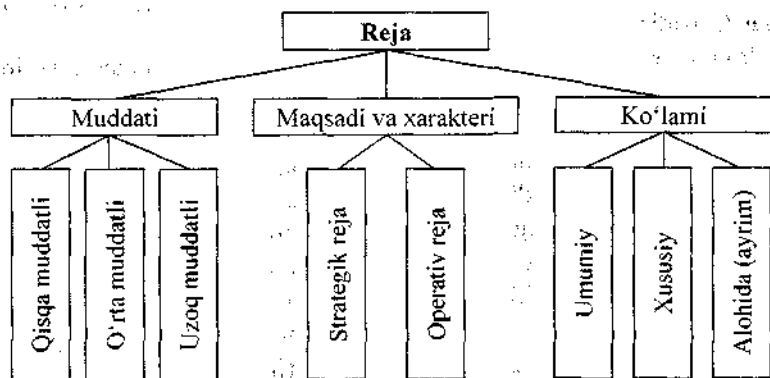 Reja
Muddati
Maqsadi va xarakteri
Ko‘lami
Qisqa muddatli
O‘rta muddatli
Uzoq muddatli
Strategik reja
Operativ reja
Umumiy
Xususiy
Alohida (ayrim)